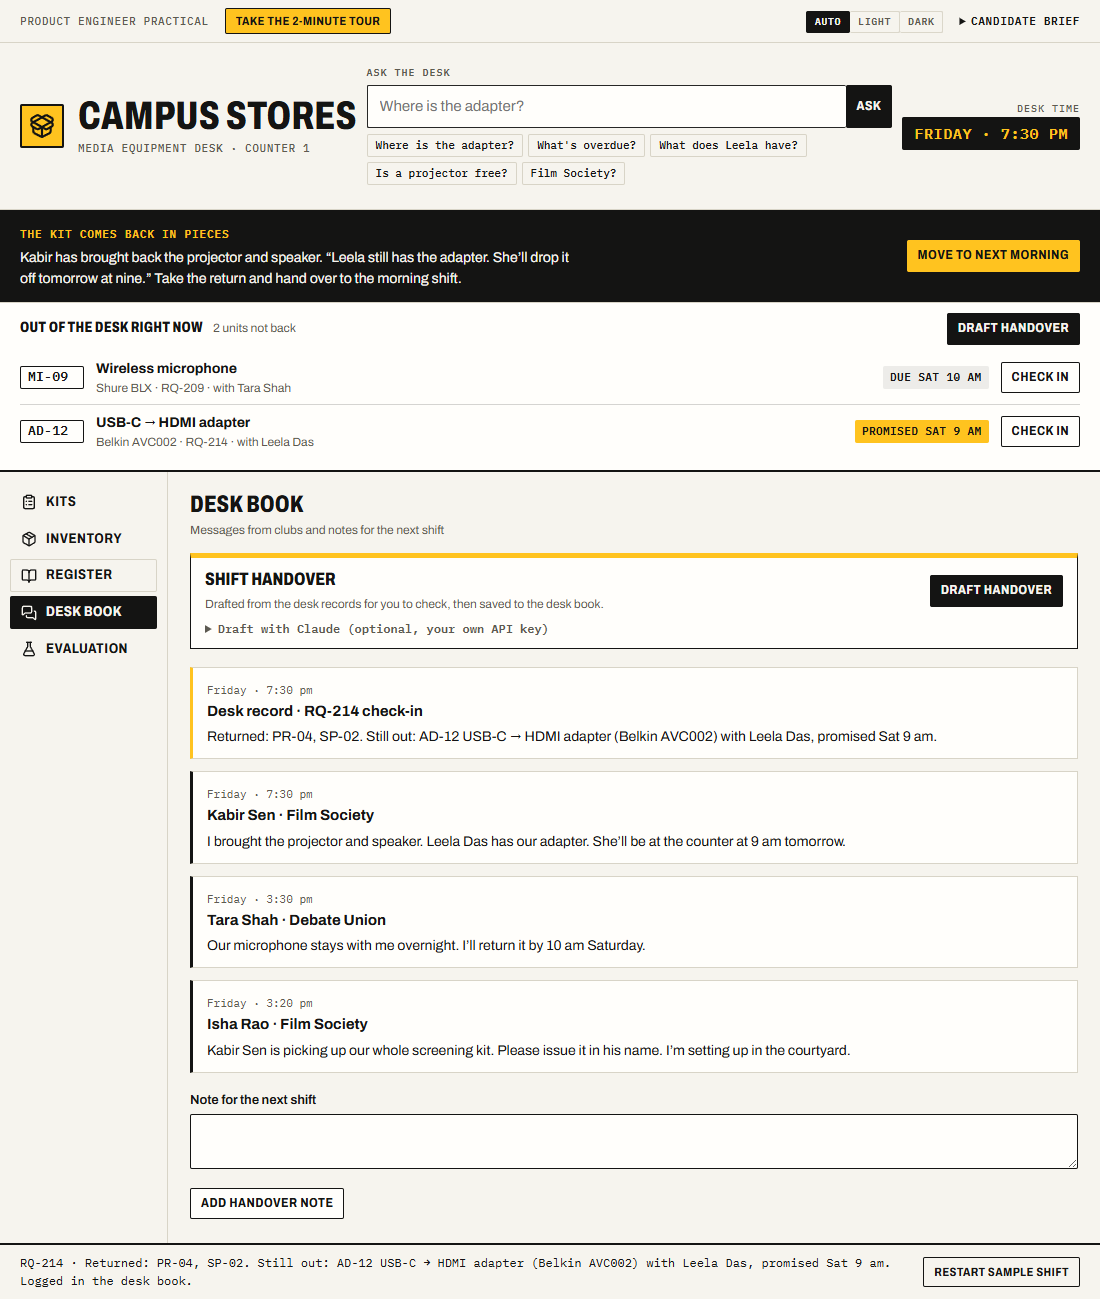 PRODUCT ENGINEER PRACTICAL
TAKE THE 2-MINUTE TOUR
AUTO
LIGHT
DARK
▶ CANDIDATE BRIEF
CAMPUS STORES
MEDIA EQUIPMENT DESK · COUNTER 1
ASK THE DESK
Where is the adapter?
ASK
Where is the adapter?
What's overdue?
What does Leela have?
Is a projector free?
Film Society?
DESK TIME
FRIDAY · 7:30 PM
THE KIT COMES BACK IN PIECES
Kabir has brought back the projector and speaker. “Leela still has the adapter. She’ll drop it
off tomorrow at nine.” Take the return and hand over to the morning shift.
MOVE TO NEXT MORNING
OUT OF THE DESK RIGHT NOW
2 units not back
DRAFT HANDOVER
MI-09
Wireless microphone
Shure BLX · RQ-209 · with Tara Shah
DUE SAT 10 AM
CHECK IN
AD-12
USB-C → HDMI adapter
Belkin AVC002 · RQ-214 · with Leela Das
PROMISED SAT 9 AM
CHECK IN
KITS
INVENTORY
REGISTER
DESK BOOK
EVALUATION
DESK BOOK
Messages from clubs and notes for the next shift
SHIFT HANDOVER
Drafted from the desk records for you to check, then saved to the desk book.
▶ Draft with Claude (optional, your own API key)
DRAFT HANDOVER
Friday · 7:30 pm
Desk record · RQ-214 check-in
Returned: PR-04, SP-02. Still out: AD-12 USB-C → HDMI adapter (Belkin AVC002) with Leela Das, promised Sat 9 am.
Friday · 7:30 pm
Kabir Sen · Film Society
I brought the projector and speaker. Leela Das has our adapter. She’ll be at the counter at 9 am tomorrow.
Friday · 3:30 pm
Tara Shah · Debate Union
Our microphone stays with me overnight. I’ll return it by 10 am Saturday.
Friday · 3:20 pm
Isha Rao · Film Society
Kabir Sen is picking up our whole screening kit. Please issue it in his name. I’m setting up in the courtyard.
Note for the next shift
ADD HANDOVER NOTE
RQ-214 · Returned: PR-04, SP-02. Still out: AD-12 USB-C → HDMI adapter (Belkin AVC002) with Leela Das, promised Sat 9 am.
Logged in the desk book.
RESTART SAMPLE SHIFT